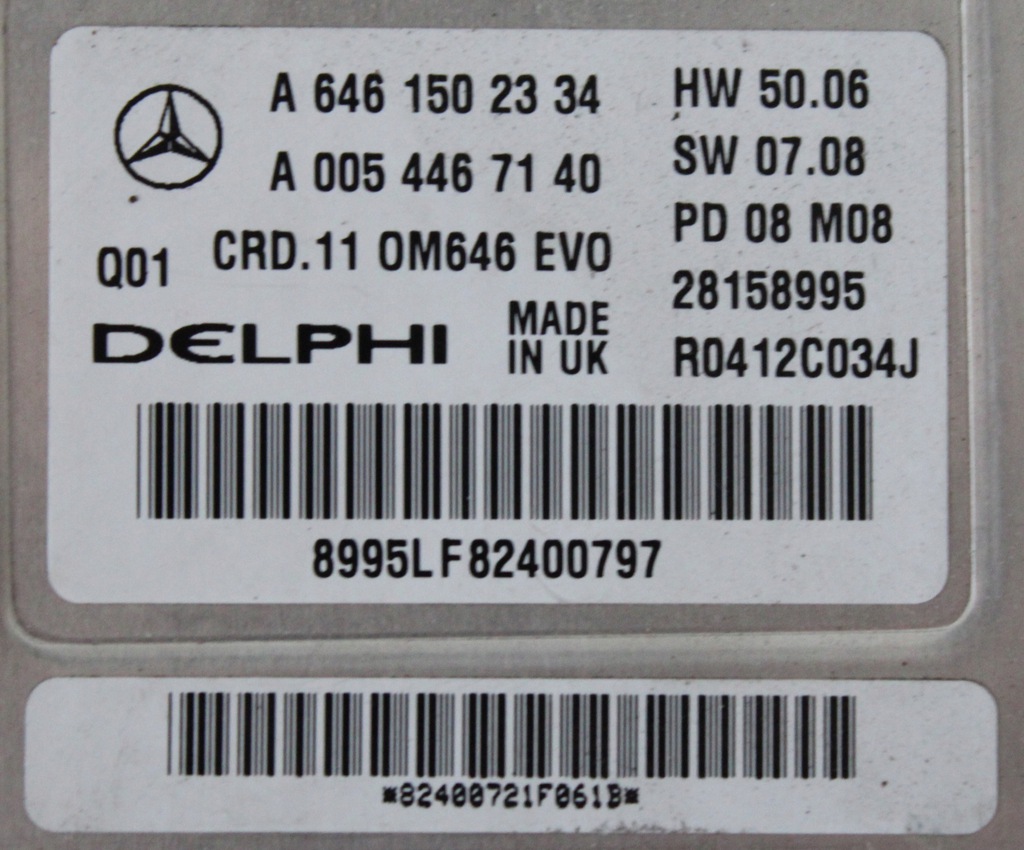 A 646 150 23 34
A 005 446 71 40
Q01 CRD.11 OM646 EVO
DELPHI
MADE
IN UK
HW 50.06
SW 07.08
PD 08 M08
28158995
R0412C034J
8995LF82400797
*82400721F061B*